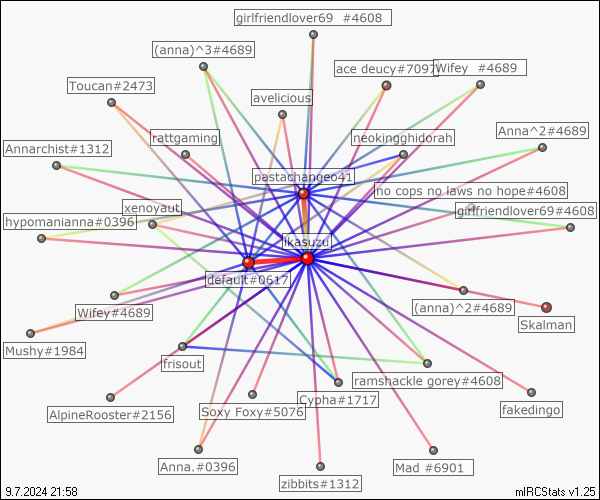 girlfriendlover69 #4608
(anna)^3#4689
ace deucy#7097
Wifey #4689
Toucan#2473
avelicious
Anna^2#4689
rattgaming
neokingghidorah
Annarchist#1312
pastachangeo41
no cops no laws no hope#4608
xenoyaut
girlfriendlover69#4608
hypomanianna#0396
ikasuzu
default#0617
Wifey#4689
(anna)^2#4689
Skalman
Mushy#1984
frisout
ramshackle gorey#4608
Cypha#1717
AlpineRooster#2156
Soxy Foxy#5076
fakedingo
Anna.#0396
Mad #6901
zibbits#1312
9.7.2024 21:58
mIRCStats v1.25